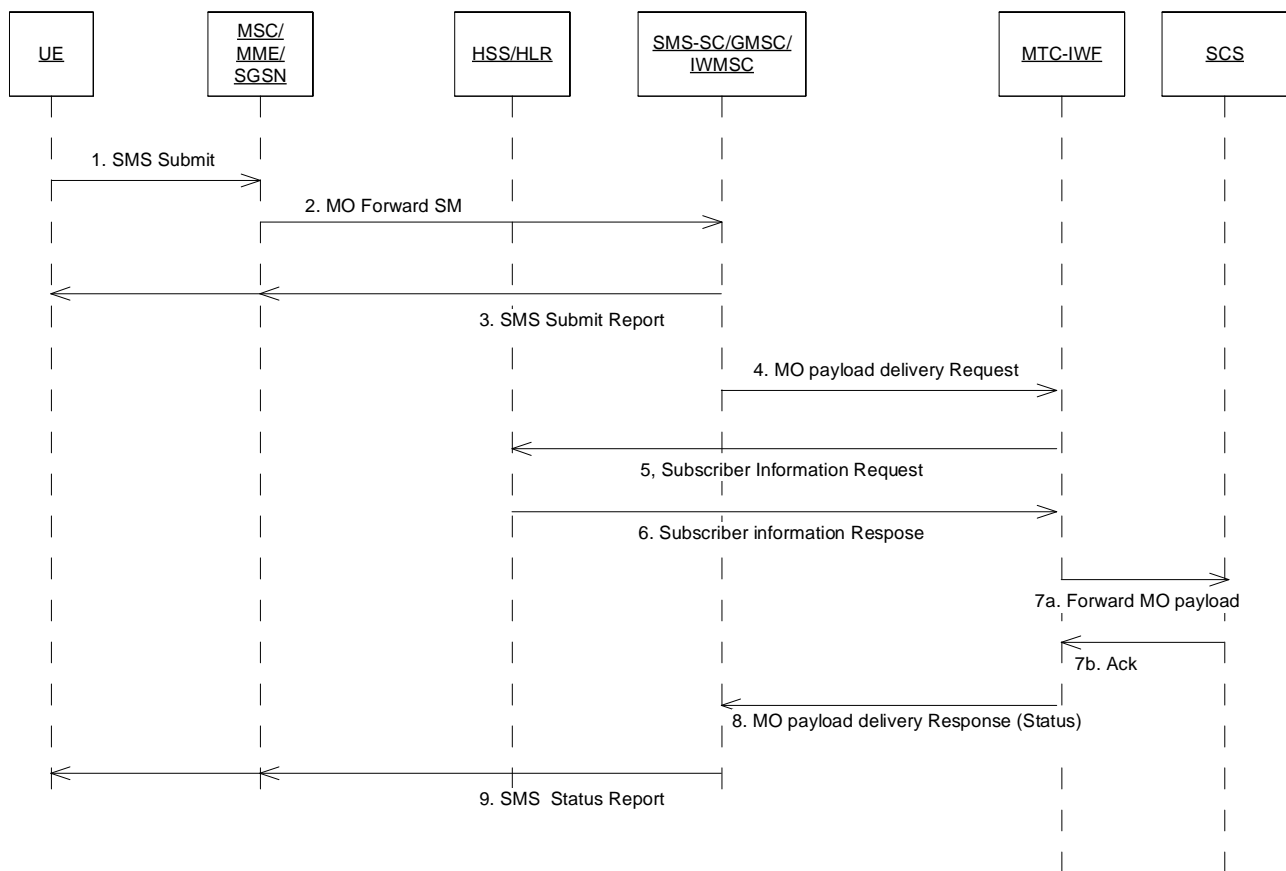 UE
MSC/
MME/
SGSN
HSS/HLR
SMS-SC/GMSC/
IWMSC
MTC-IWF
SCS
1. SMS Submit
2. MO Forward SM
3. SMS Submit Report
4. MO payload delivery Request
5, Subscriber Information Request
6. Subscriber information Respose
7a. Forward MO payload
7b. Ack
8. MO payload delivery Response (Status)
9. SMS  Status Report